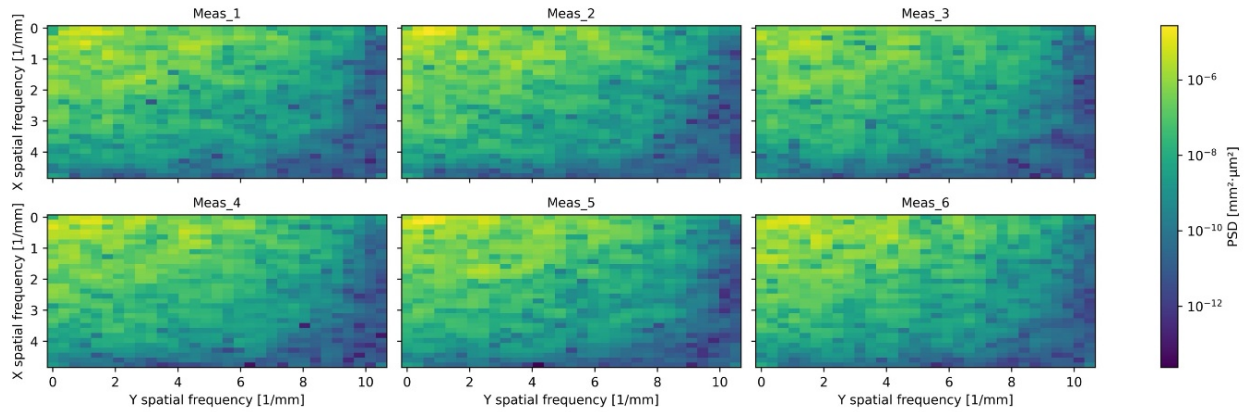 Meas_1
Meas_2
Meas_3
X spatial frequency [1/mm]
0
1
2
3
4
Meas_4
Meas_5
Meas_6
X spatial frequency [1/mm]
0
1
2
3
4
0 2 4 6 8 10
0 2 4 6 8 10
0 2 4 6 8 10
Y spatial frequency [1/mm]
Y spatial frequency [1/mm]
Y spatial frequency [1/mm]
10⁻⁶
10⁻⁸
10⁻¹⁰
10⁻¹²
PSD [mm²·µm²]